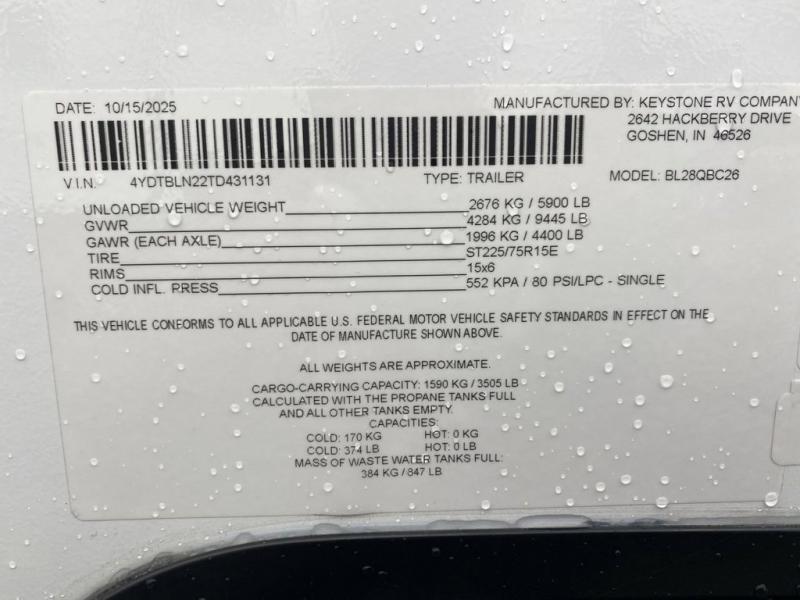 DATE: 10/15/2025
MANUFACTURED BY: KEYSTONE RV COMPANY
2642 HACKBERRY DRIVE
GOSHEN, IN 46526
V.I.N. 4YDTBLN22TD431131 TYPE: TRAILER MODEL: BL28QBC26
UNLOADED VEHICLE WEIGHT 2676 KG / 5900 LB
GVWR 4284 KG / 9445 LB
GAWR (EACH AXLE) 1996 KG / 4400 LB
TIRE ST225/75R15E
RIMS 15x6
COLD INFL. PRESS 552 KPA / 80 PSI/LPC - SINGLE
THIS VEHICLE CONFORMS TO ALL APPLICABLE U.S. FEDERAL MOTOR VEHICLE SAFETY STANDARDS IN EFFECT ON THE
DATE OF MANUFACTURE SHOWN ABOVE.
ALL WEIGHTS ARE APPROXIMATE.
CARGO-CARRYING CAPACITY: 1590 KG / 3505 LB
CALCULATED WITH THE PROPANE TANKS FULL
AND ALL OTHER TANKS EMPTY.
CAPACITIES:
COLD: 170 KG HOT: 0 KG
COLD: 374 LB HOT: 0 LB
MASS OF WASTE WATER TANKS FULL:
384 KG / 847 LB